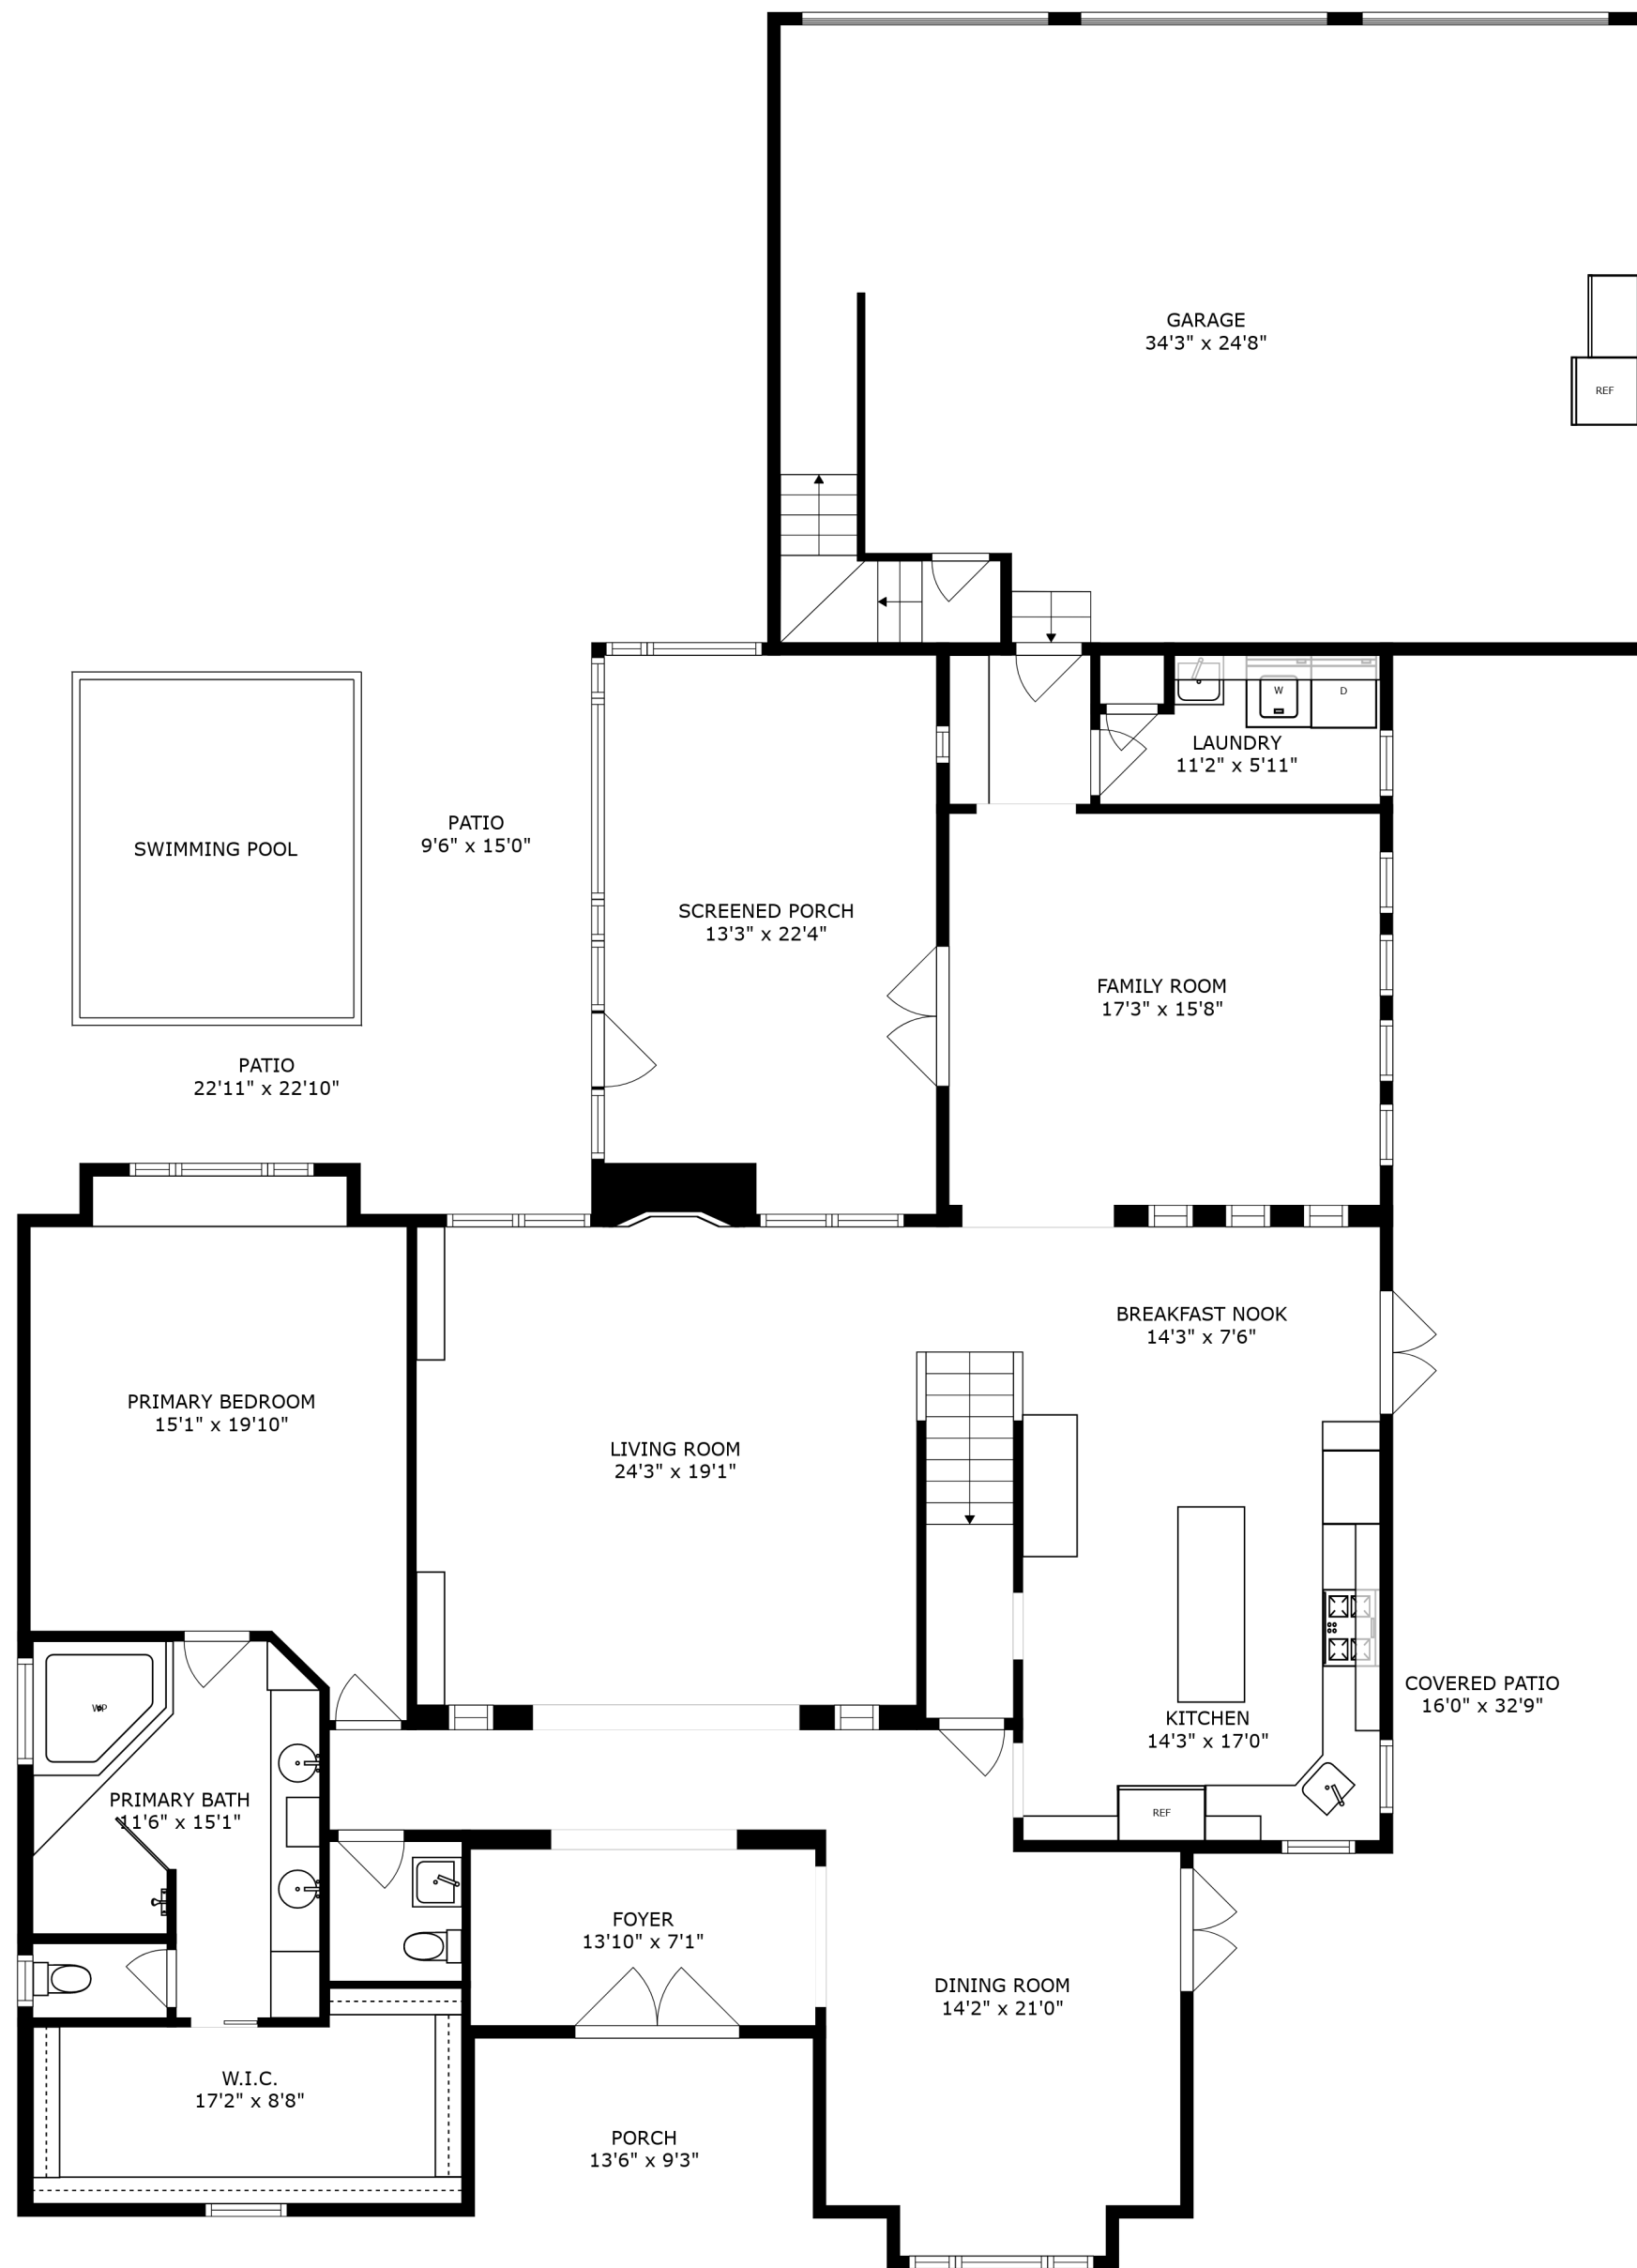 GARAGE
34'3" x 24'8"
REF
W
D
LAUNDRY
11'2" x 5'11"
PATIO
9'6" x 15'0"
SWIMMING POOL
SCREENED PORCH
13'3" x 22'4"
FAMILY ROOM
17'3" x 15'8"
PATIO
22'11" x 22'10"
BREAKFAST NOOK
14'3" x 7'6"
PRIMARY BEDROOM
15'1" x 19'10"
LIVING ROOM
24'3" x 19'1"
COVERED PATIO
16'0" x 32'9"
WP
KITCHEN
14'3" x 17'0"
PRIMARY BATH
11'6" x 15'1"
REF
FOYER
13'10" x 7'1"
DINING ROOM
14'2" x 21'0"
W.I.C.
17'2" x 8'8"
PORCH
13'6" x 9'3"